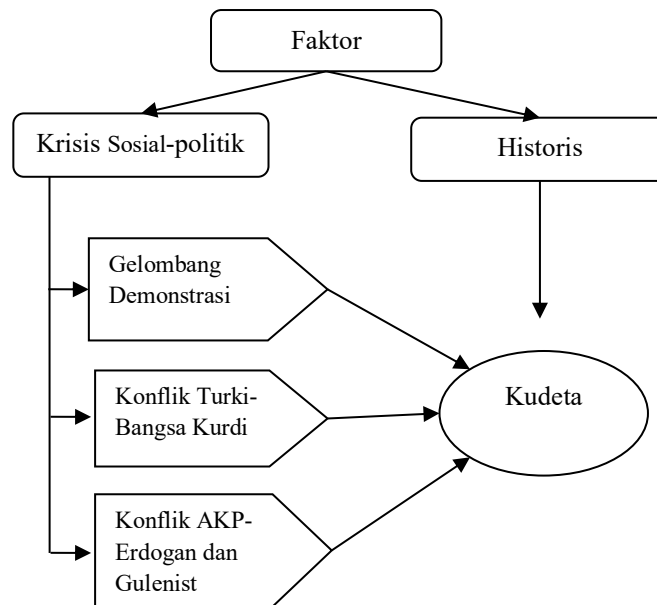 Faktor
Krisis Sosial-politik
Historis
Gelombang
Demonstrasi
Konflik Turki-
Bangsa Kurdi
Kudeta
Konflik AKP-
Erdogan dan
Gulenist